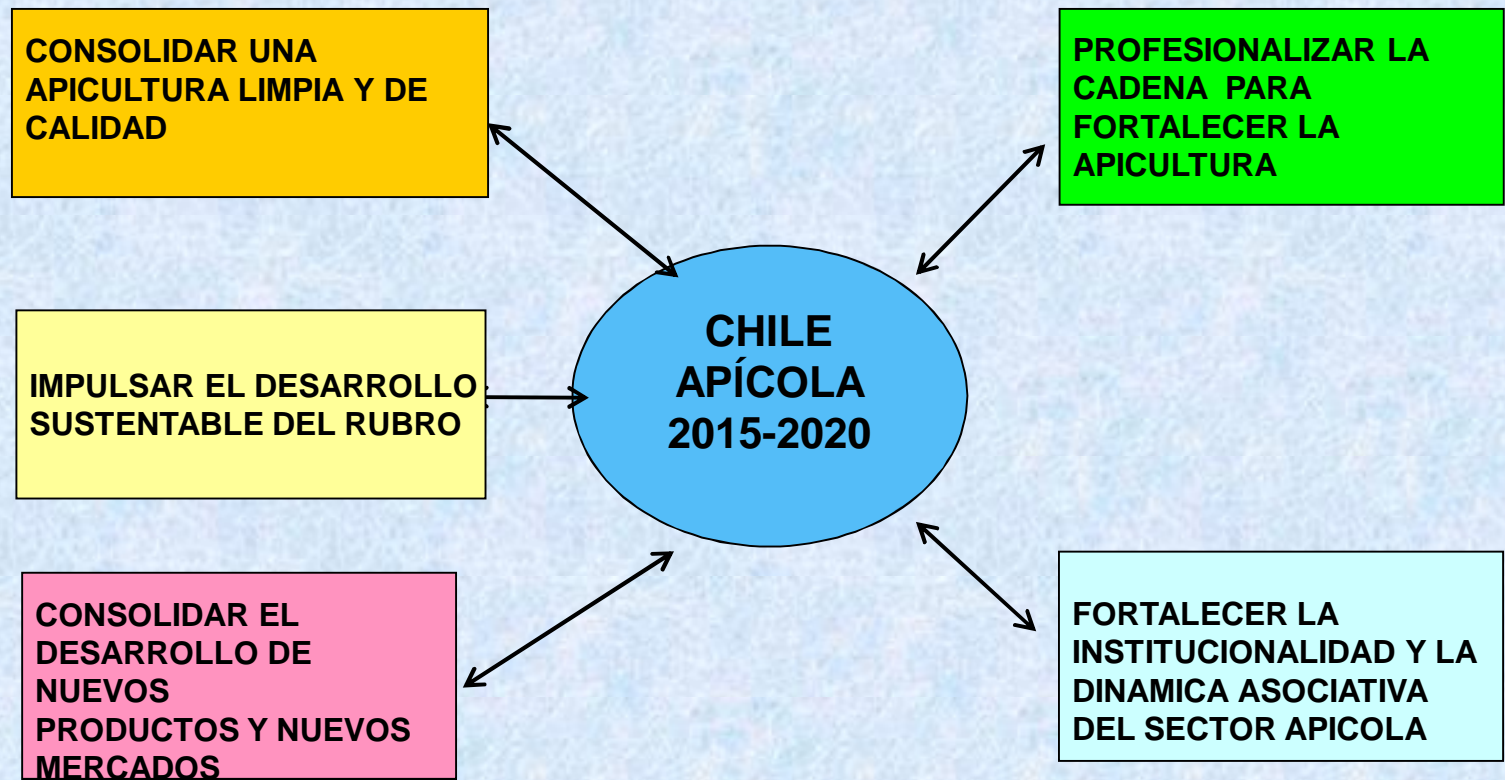 CONSOLIDAR UNA
APICULTURA LIMPIA Y DE
CALIDAD
PROFESIONALIZAR LA
CADENA PARA
FORTALECER LA
APICULTURA
IMPULSAR EL DESARROLLO
SUSTENTABLE DEL RUBRO
CHILE
APÍCOLA
2015-2020
CONSOLIDAR EL
DESARROLLO DE
NUEVOS
PRODUCTOS Y NUEVOS
MERCADOS
FORTALECER LA
INSTITUCIONALIDAD Y LA
DINAMICA ASOCIATIVA
DEL SECTOR APICOLA